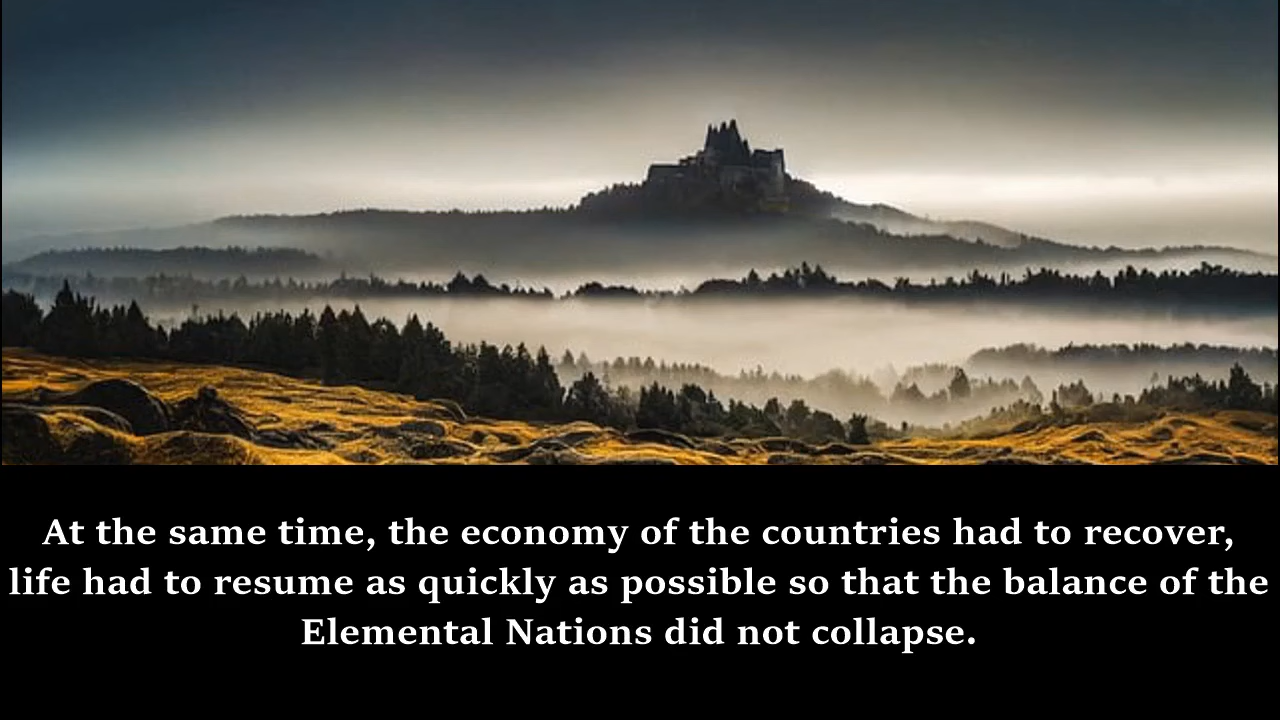 At the same time, the economy of the countries had to recover,
life had to resume as quickly as possible so that the balance of the
Elemental Nations did not collapse.